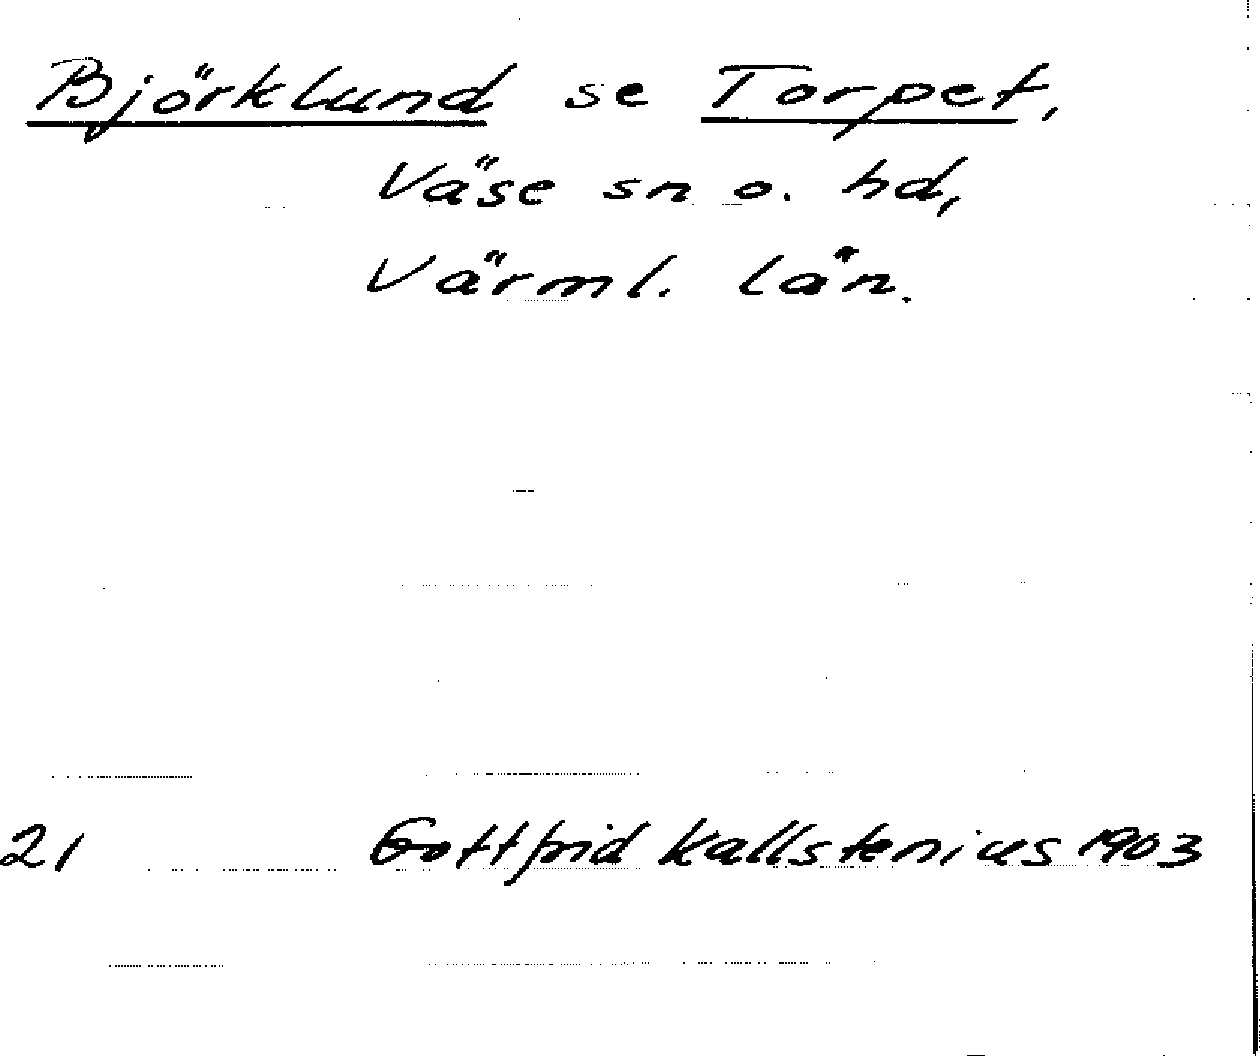 Björklund se Torpet,
Väse sn o. hd,
Värml. län.
21 Gottfrid Kallstenius 1903